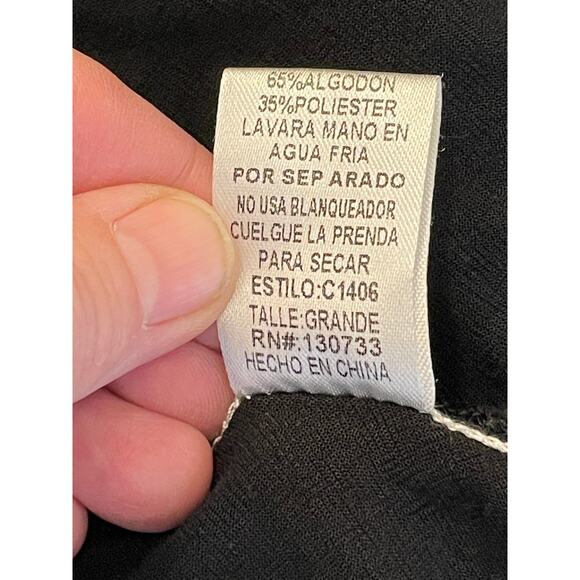 65%ALGODON
35%POLIESTER
LAVARA MANO EN
AGUA FRIA
POR SEP ARADO
NO USA BLANQUEADOR
CUELGUE LA PRENDA
PARA SECAR
ESTILO:C1406
TALLE:GRANDE
RN#:130733
HECHO EN CHINA